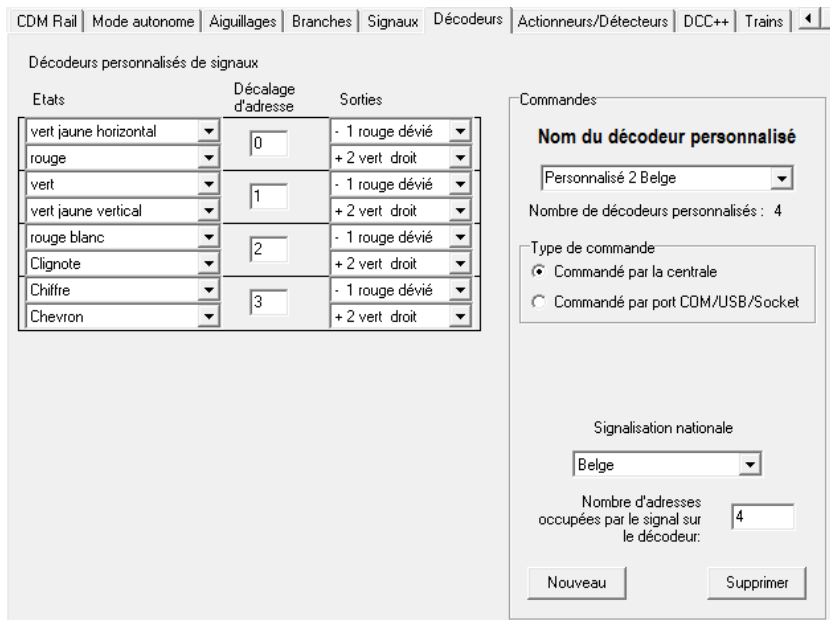 CDM Rail Mode autonome Aiguillages Branches Signaux Décodeurs Actionneurs/Détecteurs DCC++ Trains
Décodeurs personnalisés de signaux
Etats
Décalage
d'adresse
Sorties
vert jaune horizontal
0
- 1 rouge dévié
rouge
+ 2 vert droit
vert
1
- 1 rouge dévié
vert jaune vertical
+ 2 vert droit
rouge blanc
2
- 1 rouge dévié
Clignote
+ 2 vert droit
Chiffre
3
- 1 rouge dévié
Chevron
+ 2 vert droit
Commandes
Nom du décodeur personnalisé
Personnalisé 2 Belge
Nombre de décodeurs personnalisés : 4
Type de commande
Commandé par la centrale
Commandé par port COM/USB/Socket
Signalisation nationale
Belge
Nombre d'adresses
occupées par le signal sur
le décodeur:
4
Nouveau
Supprimer